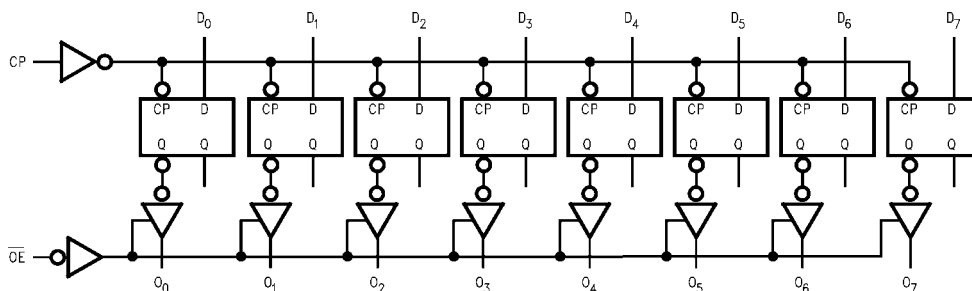 D0 D1 D2 D3 D4 D5 D6 D7
CP
CP D CP D CP D CP D CP D CP D CP D CP D
Q Q Q Q Q Q Q Q Q Q Q Q Q Q Q Q
O̅E̅
O0 O1 O2 O3 O4 O5 O6 O7